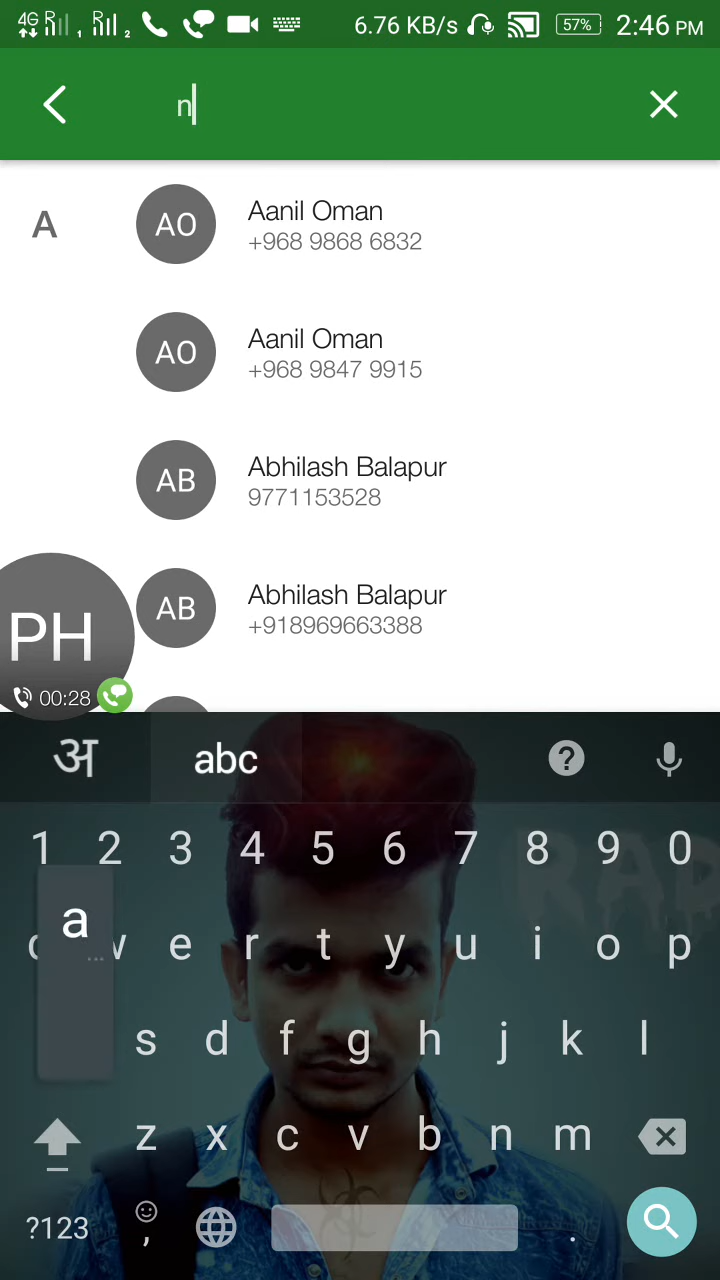 4G R 1 R 2 6.76 KB/s 57% 2:46 PM
n
A
AO Aanil Oman
+968 9868 6832
AO Aanil Oman
+968 9847 9915
AB Abhilash Balapur
9771153528
AB Abhilash Balapur
+918969663388
PH
00:28
अ abc ?
1 2 3 4 5 6 7 8 9 0
a
e r t y u i o p
s d f g h j k l
z x c v b n m
?123 , .